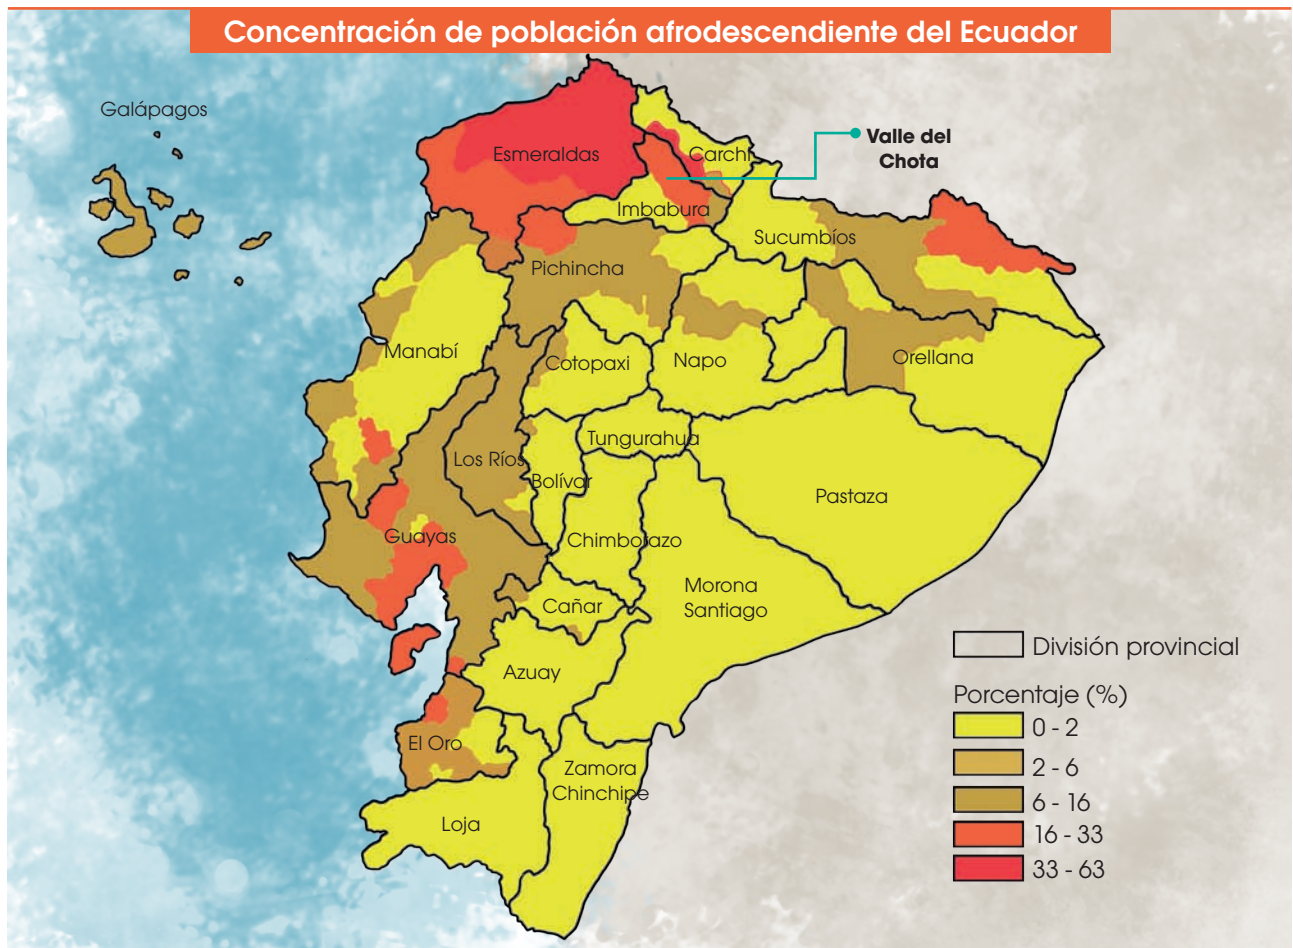 Concentración de población afrodescendiente del Ecuador
Galápagos
Valle del
Chota
Esmeraldas
Carchi
Imbabura
Sucumbíos
Pichincha
Manabí
Cotopaxi
Napo
Orellana
Tungurahua
Los Ríos
Bolívar
Pastaza
Guayas
Chimborazo
Morona
Santiago
Cañar
Azuay
El Oro
Zamora
Chinchipe
Loja
División provincial
Porcentaje (%)
0 - 2
2 - 6
6 - 16
16 - 33
33 - 63